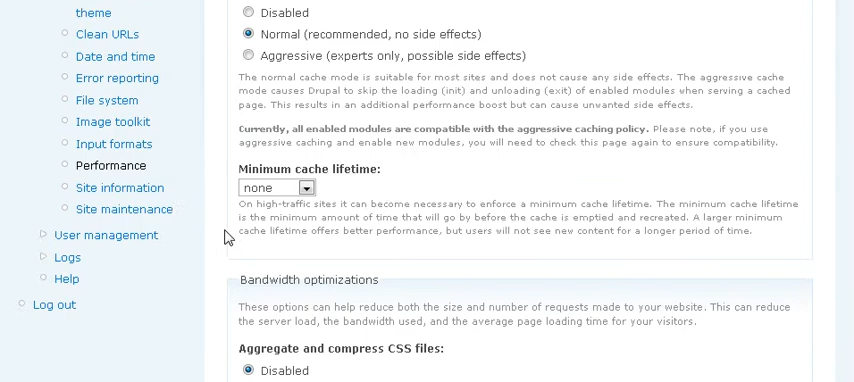 theme
Clean URLs
Date and time
Error reporting
File system
Image toolkit
Input formats
Performance
Site information
Site maintenance
User management
Logs
Help
Log out
Disabled
Normal (recommended, no side effects)
Aggressive (experts only, possible side effects)
The normal cache mode is suitable for most sites and does not cause any side effects. The aggressive cache
mode causes Drupal to skip the loading (init) and unloading (exit) of enabled modules when serving a cached
page. This results in an additional performance boost but can cause unwanted side effects.
Currently, all enabled modules are compatible with the aggressive caching policy. Please note, if you use
aggressive caching and enable new modules, you will need to check this page again to ensure compatibility.
Minimum cache lifetime:
none
On high-traffic sites it can become necessary to enforce a minimum cache lifetime. The minimum cache lifetime
is the minimum amount of time that will go by before the cache is emptied and recreated. A larger minimum
cache lifetime offers better performance, but users will not see new content for a longer period of time.
Bandwidth optimizations
These options can help reduce both the size and number of requests made to your website. This can reduce
the server load, the bandwidth used, and the average page loading time for your visitors.
Aggregate and compress CSS files:
Disabled